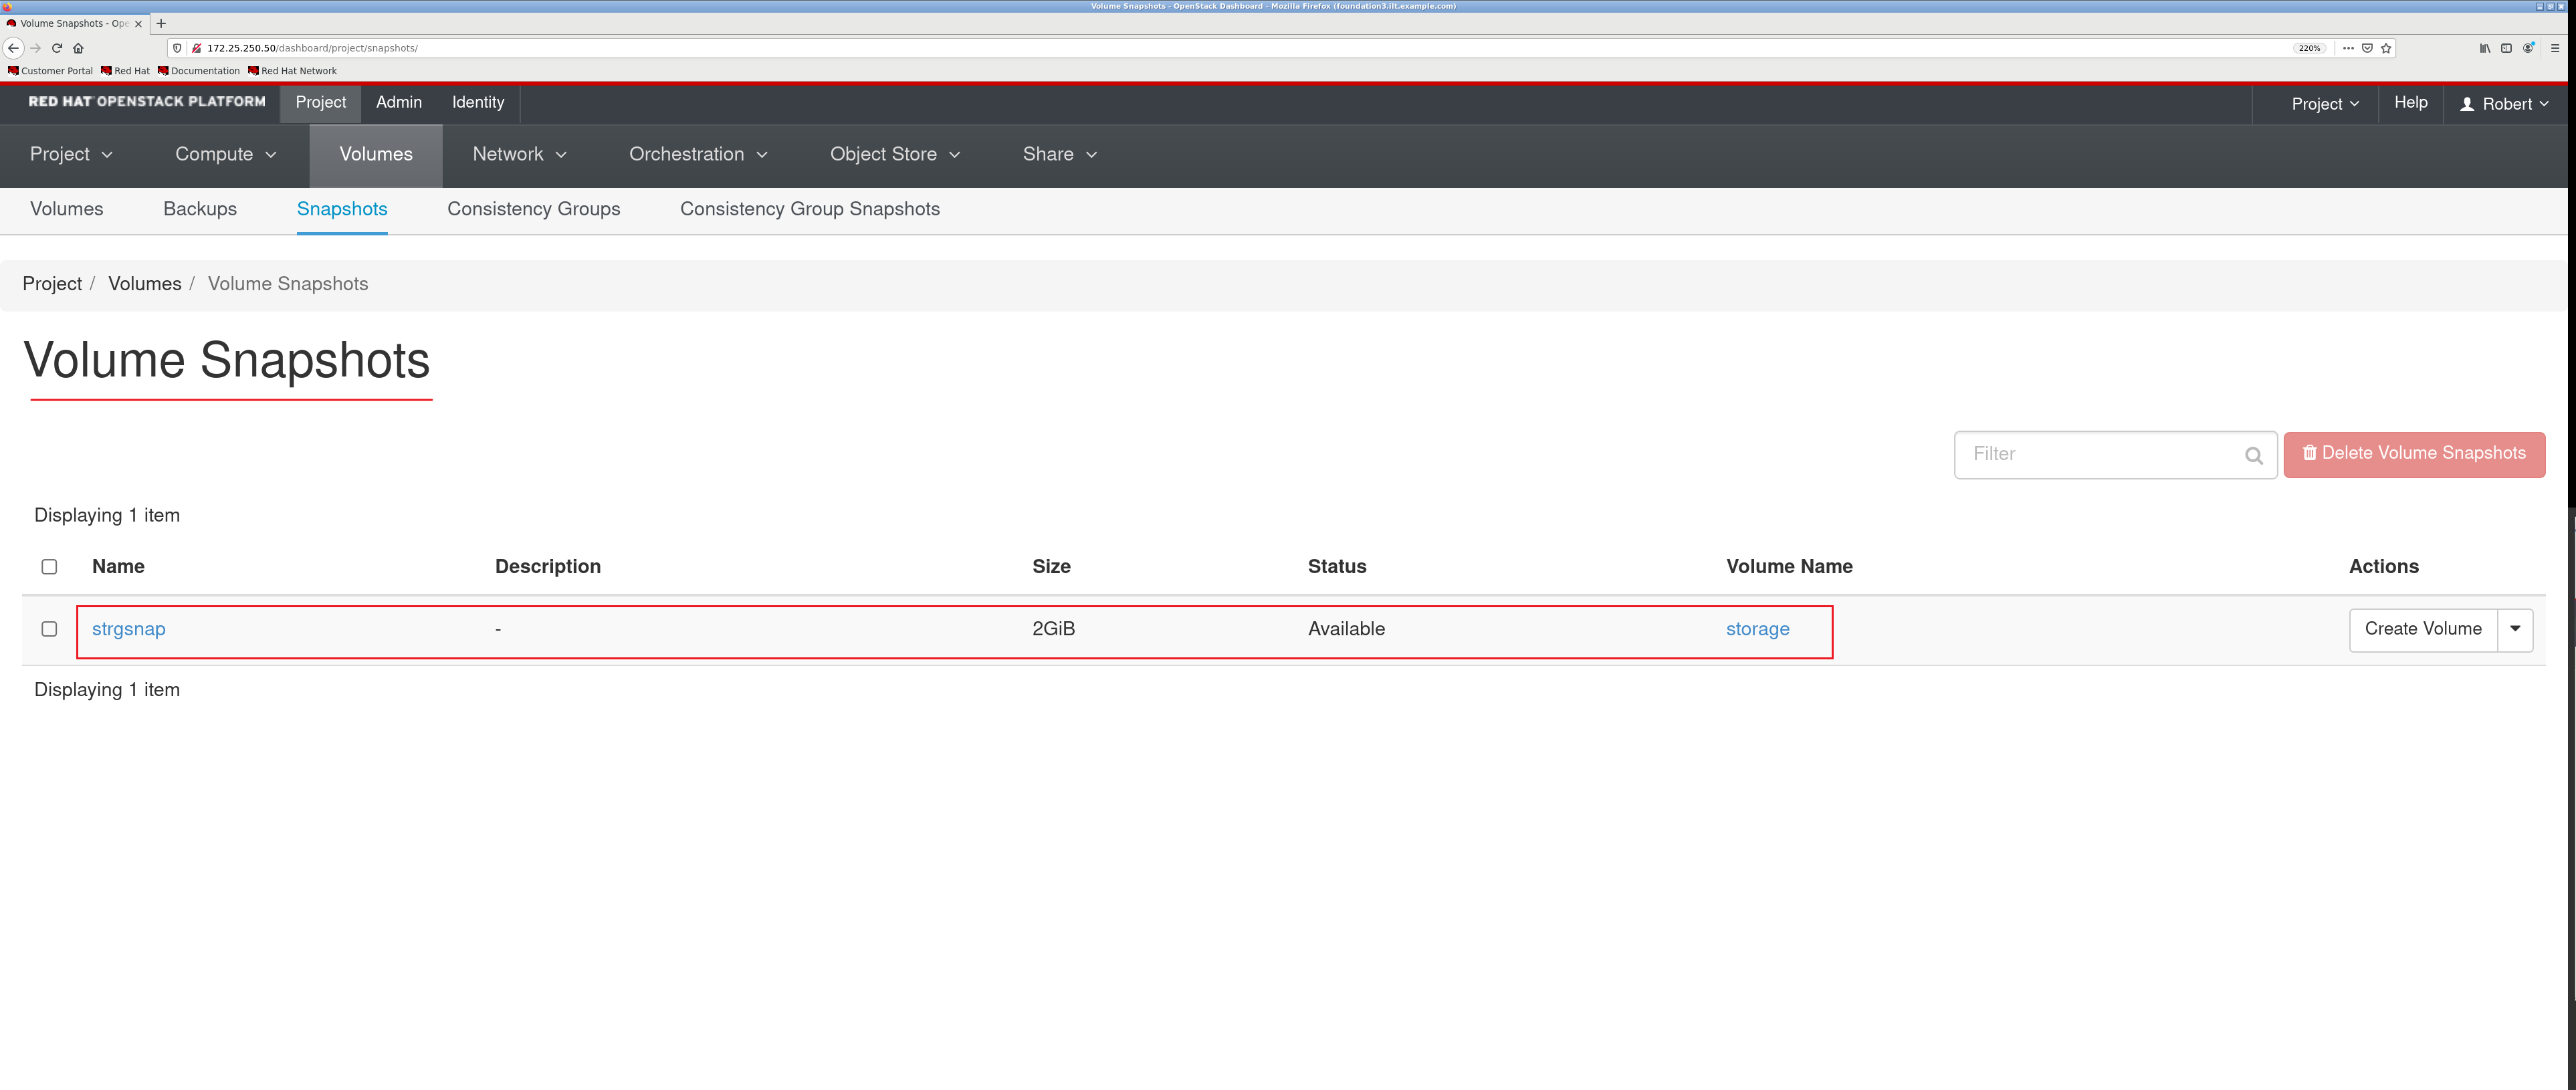 Volume Snapshots - OpenStack Dashboard - Mozilla Firefox (foundation3.ilt.example.com)
Volume Snapshots - Ope
172.25.250.50/dashboard/project/snapshots/ 220%
Customer Portal Red Hat Documentation Red Hat Network
RED HAT OPENSTACK PLATFORM Project Admin Identity Project Help Robert
Project Compute Volumes Network Orchestration Object Store Share
Volumes Backups Snapshots Consistency Groups Consistency Group Snapshots
Project / Volumes / Volume Snapshots
Volume Snapshots
Filter Delete Volume Snapshots
Displaying 1 item
Name Description Size Status Volume Name Actions
strgsnap - 2GiB Available storage Create Volume
Displaying 1 item